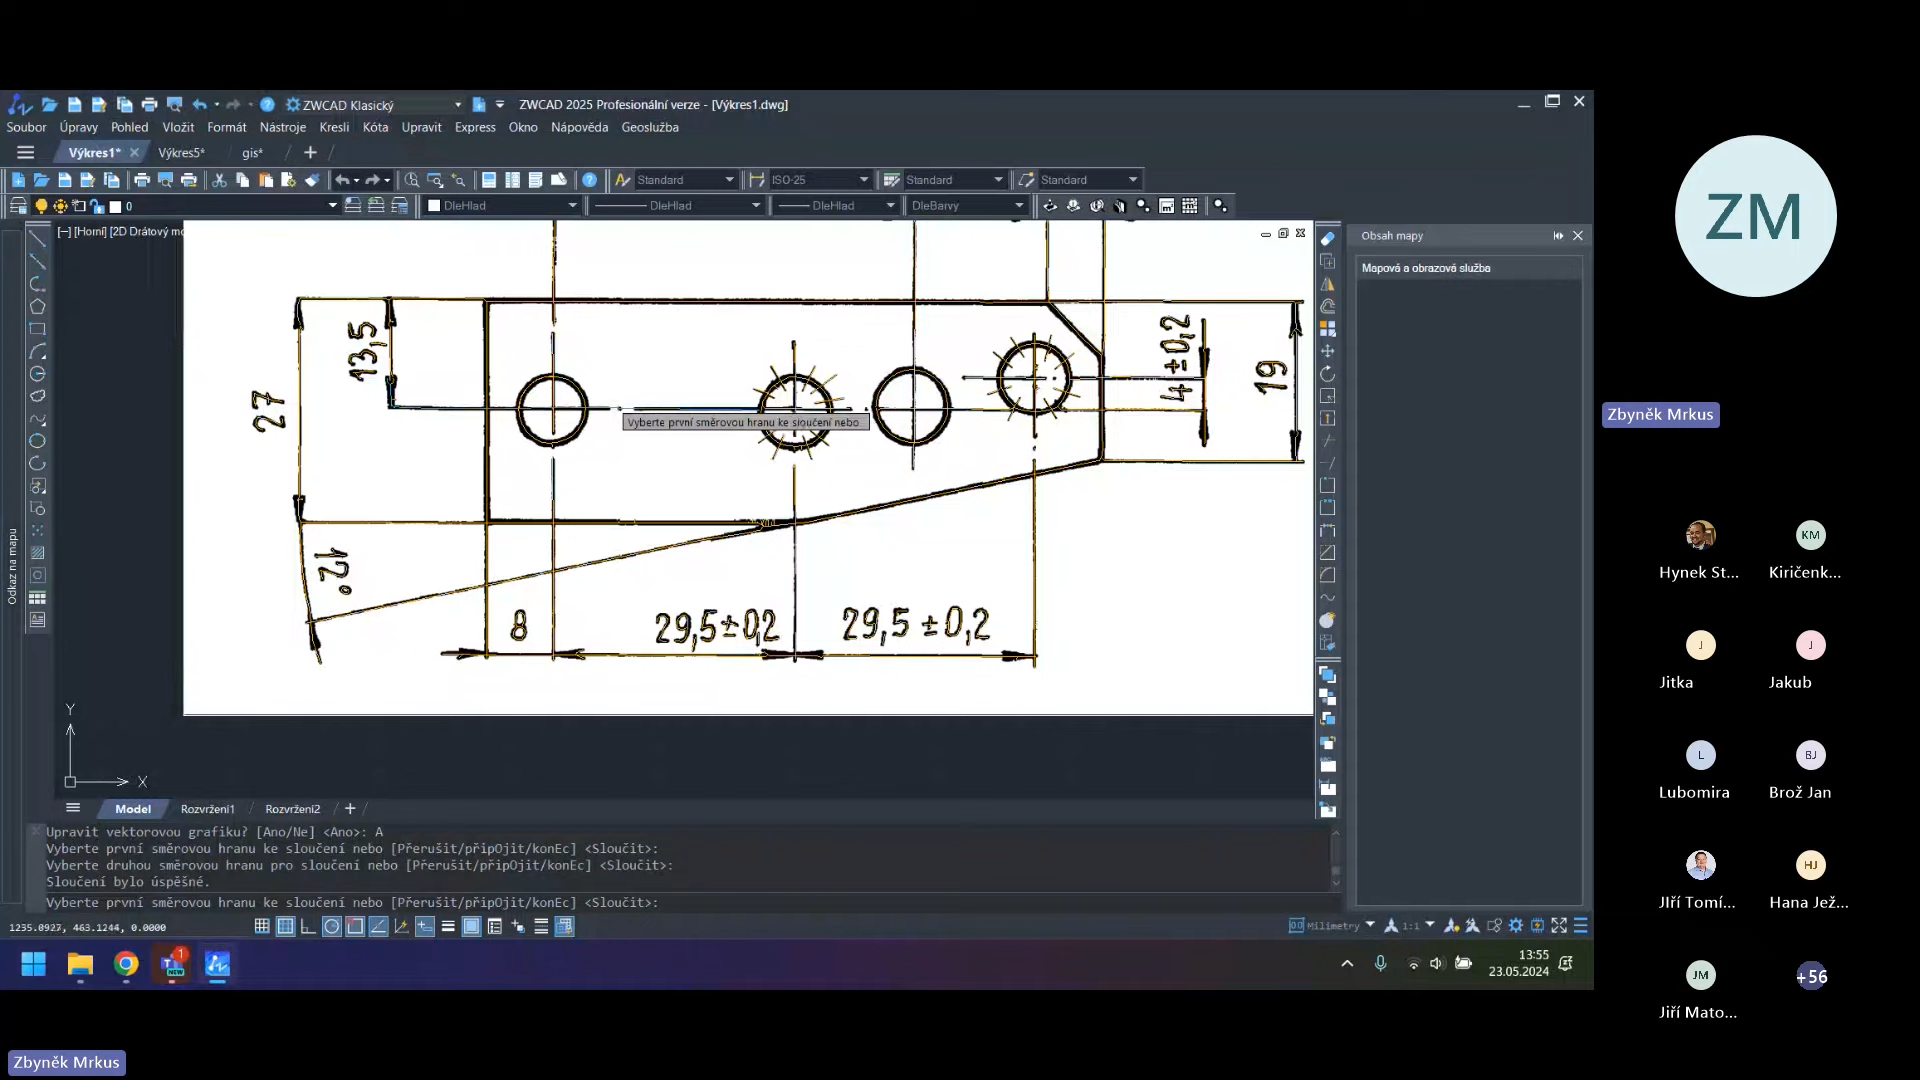 ZWCAD Klasický
ZWCAD 2025 Profesionální verze - [Výkres1.dwg]
Soubor Úpravy Pohled Vložit Formát Nástroje Kresli Kóta Upravit Express Okno Nápověda Geoslužba
Výkres1* Výkres5* gis*
Standard ISO-25 Standard Standard
0 DleHlad DleHlad DleHlad DleBarvy
[−] [Horní] [2D Drátový
Obsah mapy
Mapová a obrazová služba
Odkaz na mapu
13,5
27
4 ±0,2
19
Vyberte první směrovou hranu ke sloučení nebo
12°
8
29,5±0,2
29,5 ±0,2
Y
X
Model Rozvržení1 Rozvržení2
Upravit vektorovou grafiku? [Ano/Ne] <Ano>: A
Vyberte první směrovou hranu ke sloučení nebo [Přerušit/připOjit/konEc] <Sloučit>:
Vyberte druhou směrovou hranu pro sloučení nebo [Přerušit/připOjit/konEc] <Sloučit>:
Sloučení bylo úspěšné.
Vyberte první směrovou hranu ke sloučení nebo [Přerušit/připOjit/konEc] <Sloučit>:
1235.0927, 463.1244, 0.0000
Milimetry 1:1
1
NEW
13:55
23.05.2024
ZM
Zbyněk Mrkus
KM
Hynek St... Kiričenk...
J J
Jitka Jakub
L BJ
Lubomira Brož Jan
HJ
JIří Tomí... Hana Jež...
JM +56
Jiří Mato...
Zbyněk Mrkus